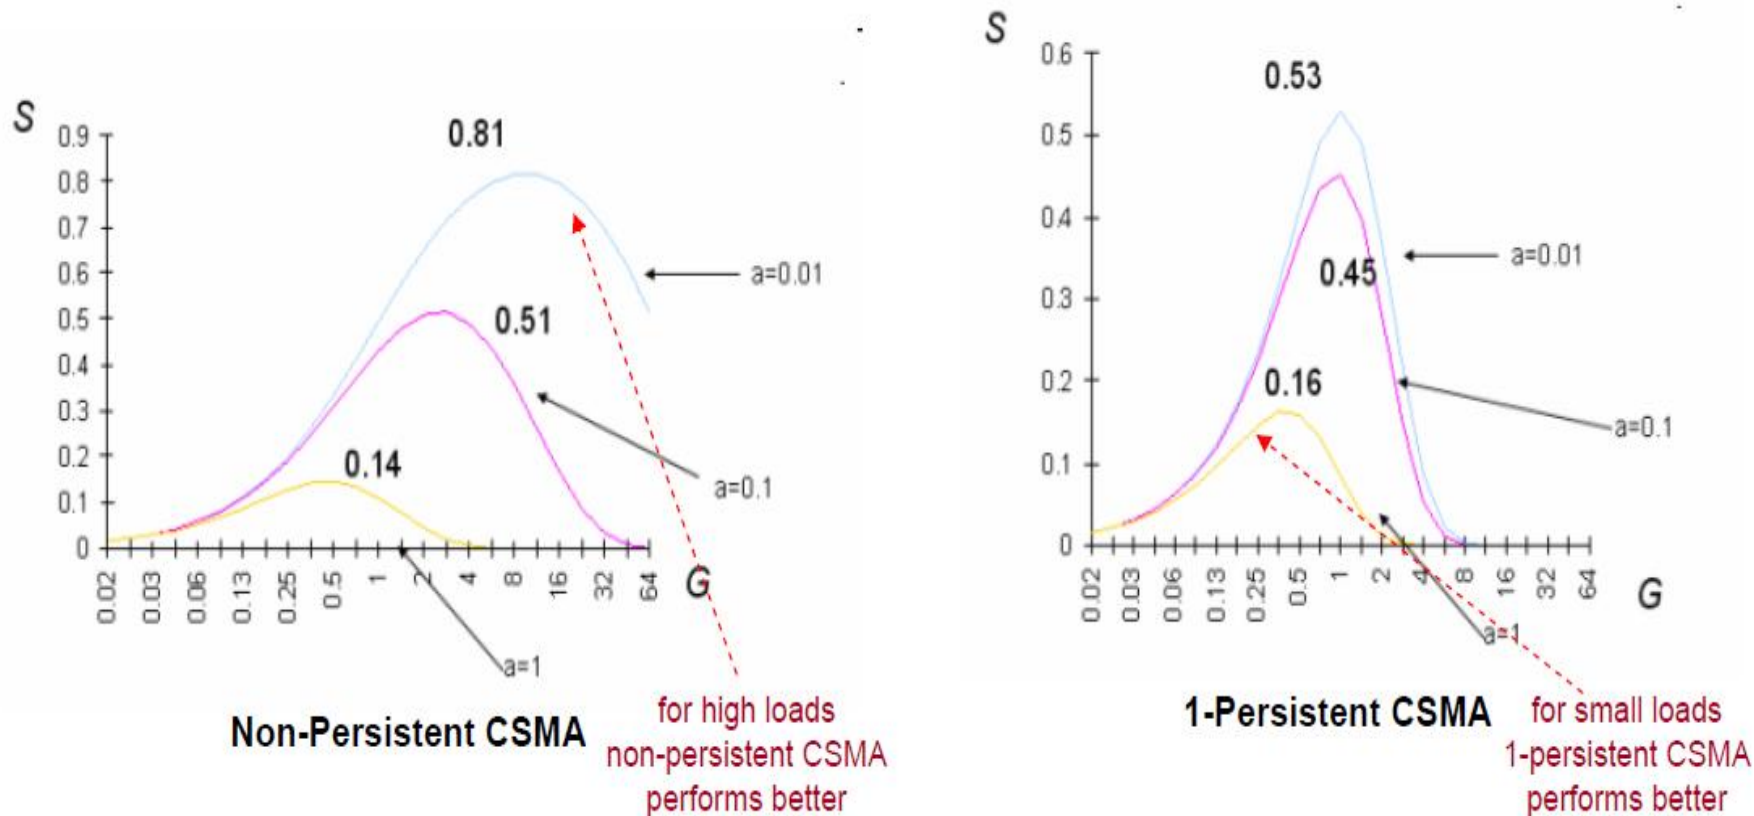 S
0.9
0.8
0.7
0.6
0.5
0.4
0.3
0.2
0.1
0
0.81
0.51
0.14
a=0.01
a=0.1
a=1
0.02
0.03
0.06
0.13
0.25
0.5
1
2
4
8
16
32
64
G
Non-Persistent CSMA
for high loads
non-persistent CSMA
performs better
S
0.6
0.5
0.4
0.3
0.2
0.1
0
0.53
0.45
0.16
a=0.01
a=0.1
a=1
0.02
0.03
0.06
0.13
0.25
0.5
1
2
4
8
16
32
64
G
1-Persistent CSMA
for small loads
1-persistent CSMA
performs better